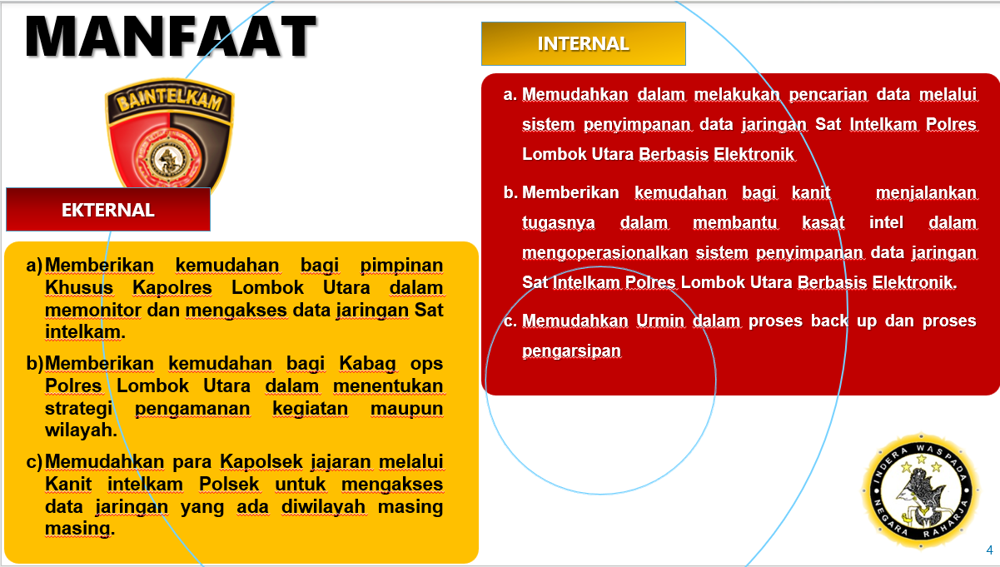 MANFAAT
BAINTELKAM
EKTERNAL
a) Memberikan kemudahan bagi pimpinan
Khusus Kapolres Lombok Utara dalam
memonitor dan mengakses data jaringan Sat
intelkam.
b) Memberikan kemudahan bagi Kabag ops
Polres Lombok Utara dalam menentukan
strategi pengamanan kegiatan maupun
wilayah.
c) Memudahkan para Kapolsek jajaran melalui
Kanit intelkam Polsek untuk mengakses
data jaringan yang ada diwilayah masing
masing.
INTERNAL
a. Memudahkan dalam melakukan pencarian data melalui
sistem penyimpanan data jaringan Sat Intelkam Polres
Lombok Utara Berbasis Elektronik
b. Memberikan kemudahan bagi kanit menjalankan
tugasnya dalam membantu kasat intel dalam
mengoperasionalkan sistem penyimpanan data jaringan
Sat Intelkam Polres Lombok Utara Berbasis Elektronik.
c. Memudahkan Urmin dalam proses back up dan proses
pengarsipan
INDERA WASPADA
NEGARA RAHARJA
4